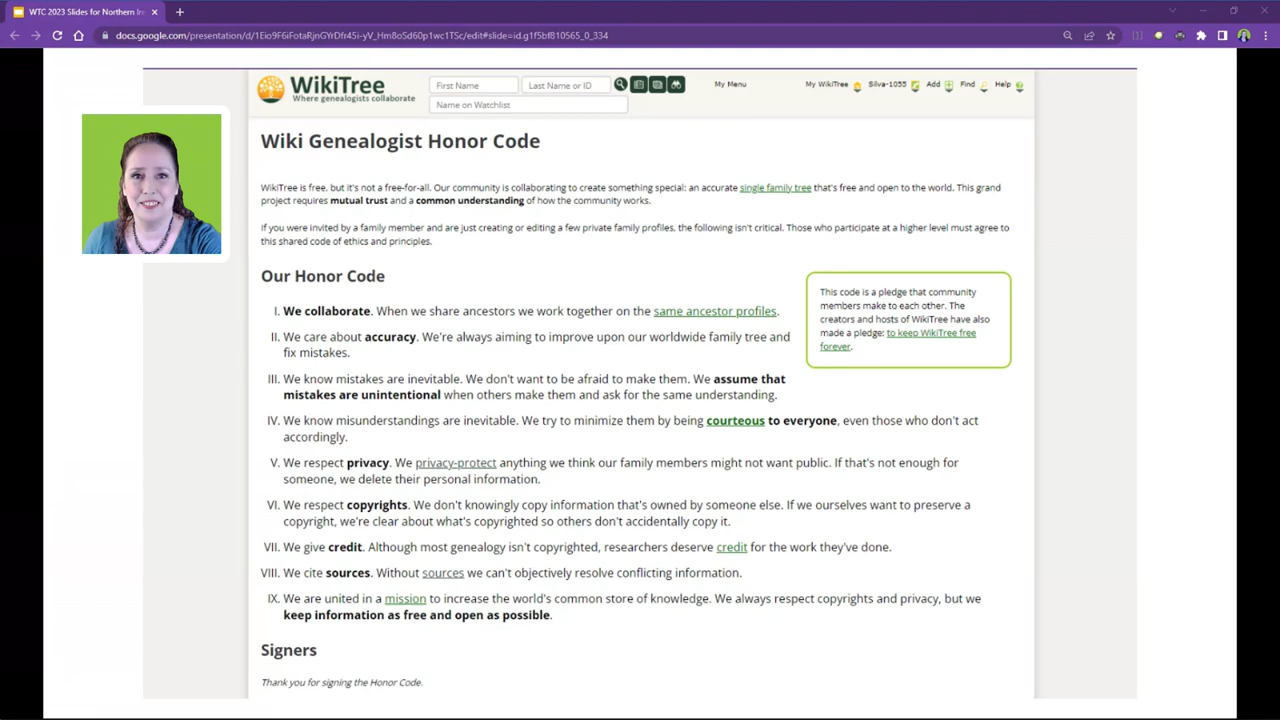 WTC 2023 Slides for Northern Ire
docs.google.com/presentation/d/1Eio9F6iFotaRjnGYrDfr45i-yV_Hm8oSd60p1wc1TSc/edit#slide=id.g1f5bf810565_0_334
WikiTree
Where genealogists collaborate
First Name
Last Name or ID
Name on Watchlist
My Menu
My WikiTree
Silva-1055
Add
Find
Help
Wiki Genealogist Honor Code
WikiTree is free, but it's not a free-for-all. Our community is collaborating to create something special: an accurate single family tree that's free and open to the world. This grand
project requires mutual trust and a common understanding of how the community works.
If you were invited by a family member and are just creating or editing a few private family profiles, the following isn't critical. Those who participate at a higher level must agree to
this shared code of ethics and principles.
Our Honor Code
I. We collaborate. When we share ancestors we work together on the same ancestor profiles.
II. We care about accuracy. We're always aiming to improve upon our worldwide family tree and
fix mistakes.
III. We know mistakes are inevitable. We don't want to be afraid to make them. We assume that
mistakes are unintentional when others make them and ask for the same understanding.
IV. We know misunderstandings are inevitable. We try to minimize them by being courteous to everyone, even those who don't act
accordingly.
V. We respect privacy. We privacy-protect anything we think our family members might not want public. If that's not enough for
someone, we delete their personal information.
VI. We respect copyrights. We don't knowingly copy information that's owned by someone else. If we ourselves want to preserve a
copyright, we're clear about what's copyrighted so others don't accidentally copy it.
VII. We give credit. Although most genealogy isn't copyrighted, researchers deserve credit for the work they've done.
VIII. We cite sources. Without sources we can't objectively resolve conflicting information.
IX. We are united in a mission to increase the world's common store of knowledge. We always respect copyrights and privacy, but we
keep information as free and open as possible.
This code is a pledge that community
members make to each other. The
creators and hosts of WikiTree have also
made a pledge: to keep WikiTree free
forever.
Signers
Thank you for signing the Honor Code.